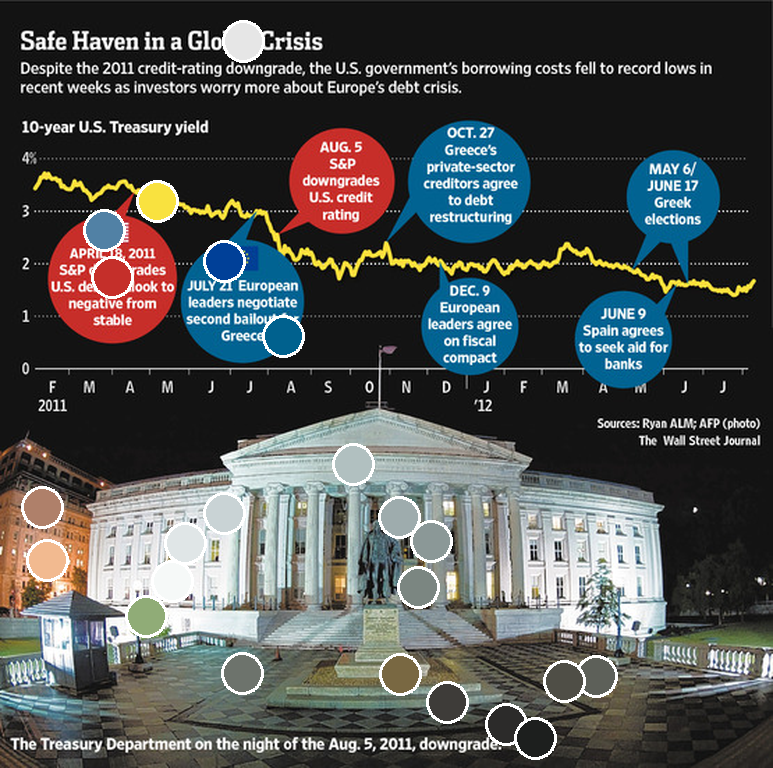 Safe Haven in a Glo Crisis
Despite the 2011 credit-rating downgrade, the U.S. government's borrowing costs fell to record lows in
recent weeks as investors worry more about Europe's debt crisis.
10-year U.S. Treasury yield
4%
3
2
1
0
APRIL 18, 2011
S&P
U.S. outlook to
negative from
stable
JULY 21 European
leaders negotiate
second bailout for
Greece
AUG. 5
S&P
downgrades
U.S. credit
rating
OCT. 27
Greece's
private-sector
creditors agree
to debt
restructuring
DEC. 9
European
leaders agree
on fiscal
compact
MAY 6/
JUNE 17
Greek
elections
JUNE 9
Spain agrees
to seek aid for
banks
F M A M J J A S O N D J F M A M J J
2011 '12
Sources: Ryan ALM; AFP (photo)
The Wall Street Journal
The Treasury Department on the night of the Aug. 5, 2011, downgrade.